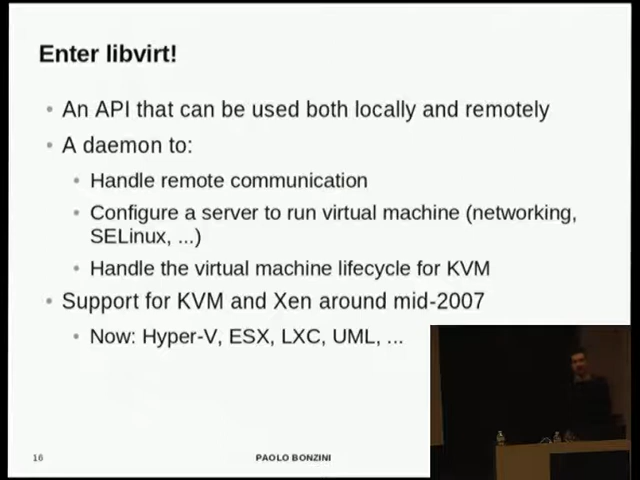 Enter libvirt!
• An API that can be used both locally and remotely
• A daemon to:
• Handle remote communication
• Configure a server to run virtual machine (networking,
SELinux, ...)
• Handle the virtual machine lifecycle for KVM
• Support for KVM and Xen around mid-2007
• Now: Hyper-V, ESX, LXC, UML, ...
16
PAOLO BONZINI